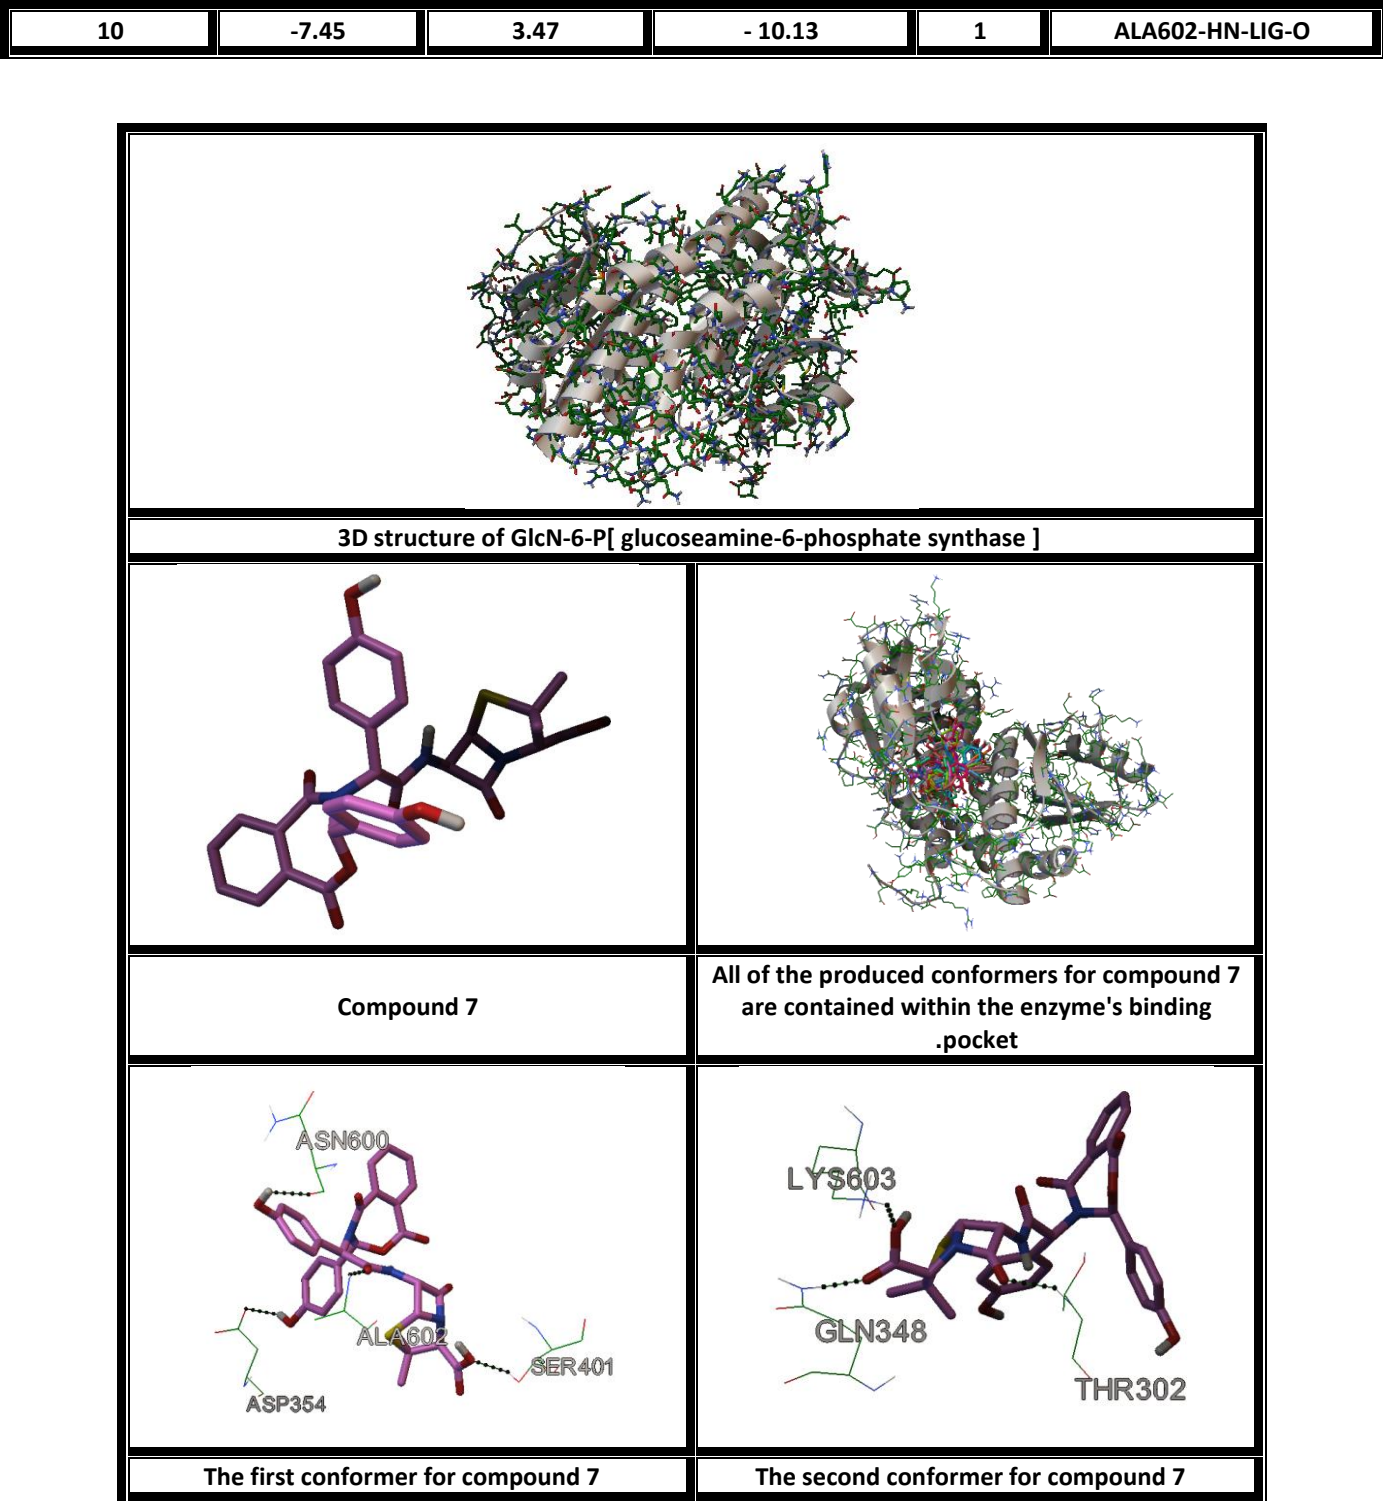 10 -7.45 3.47 - 10.13 1 ALA602-HN-LIG-O
3D structure of GlcN-6-P[ glucoseamine-6-phosphate synthase ]
Compound 7
All of the produced conformers for compound 7
are contained within the enzyme's binding
.pocket
ASN600
ALA602
SER401
ASP354
LYS603
GLN348
THR302
The first conformer for compound 7
The second conformer for compound 7